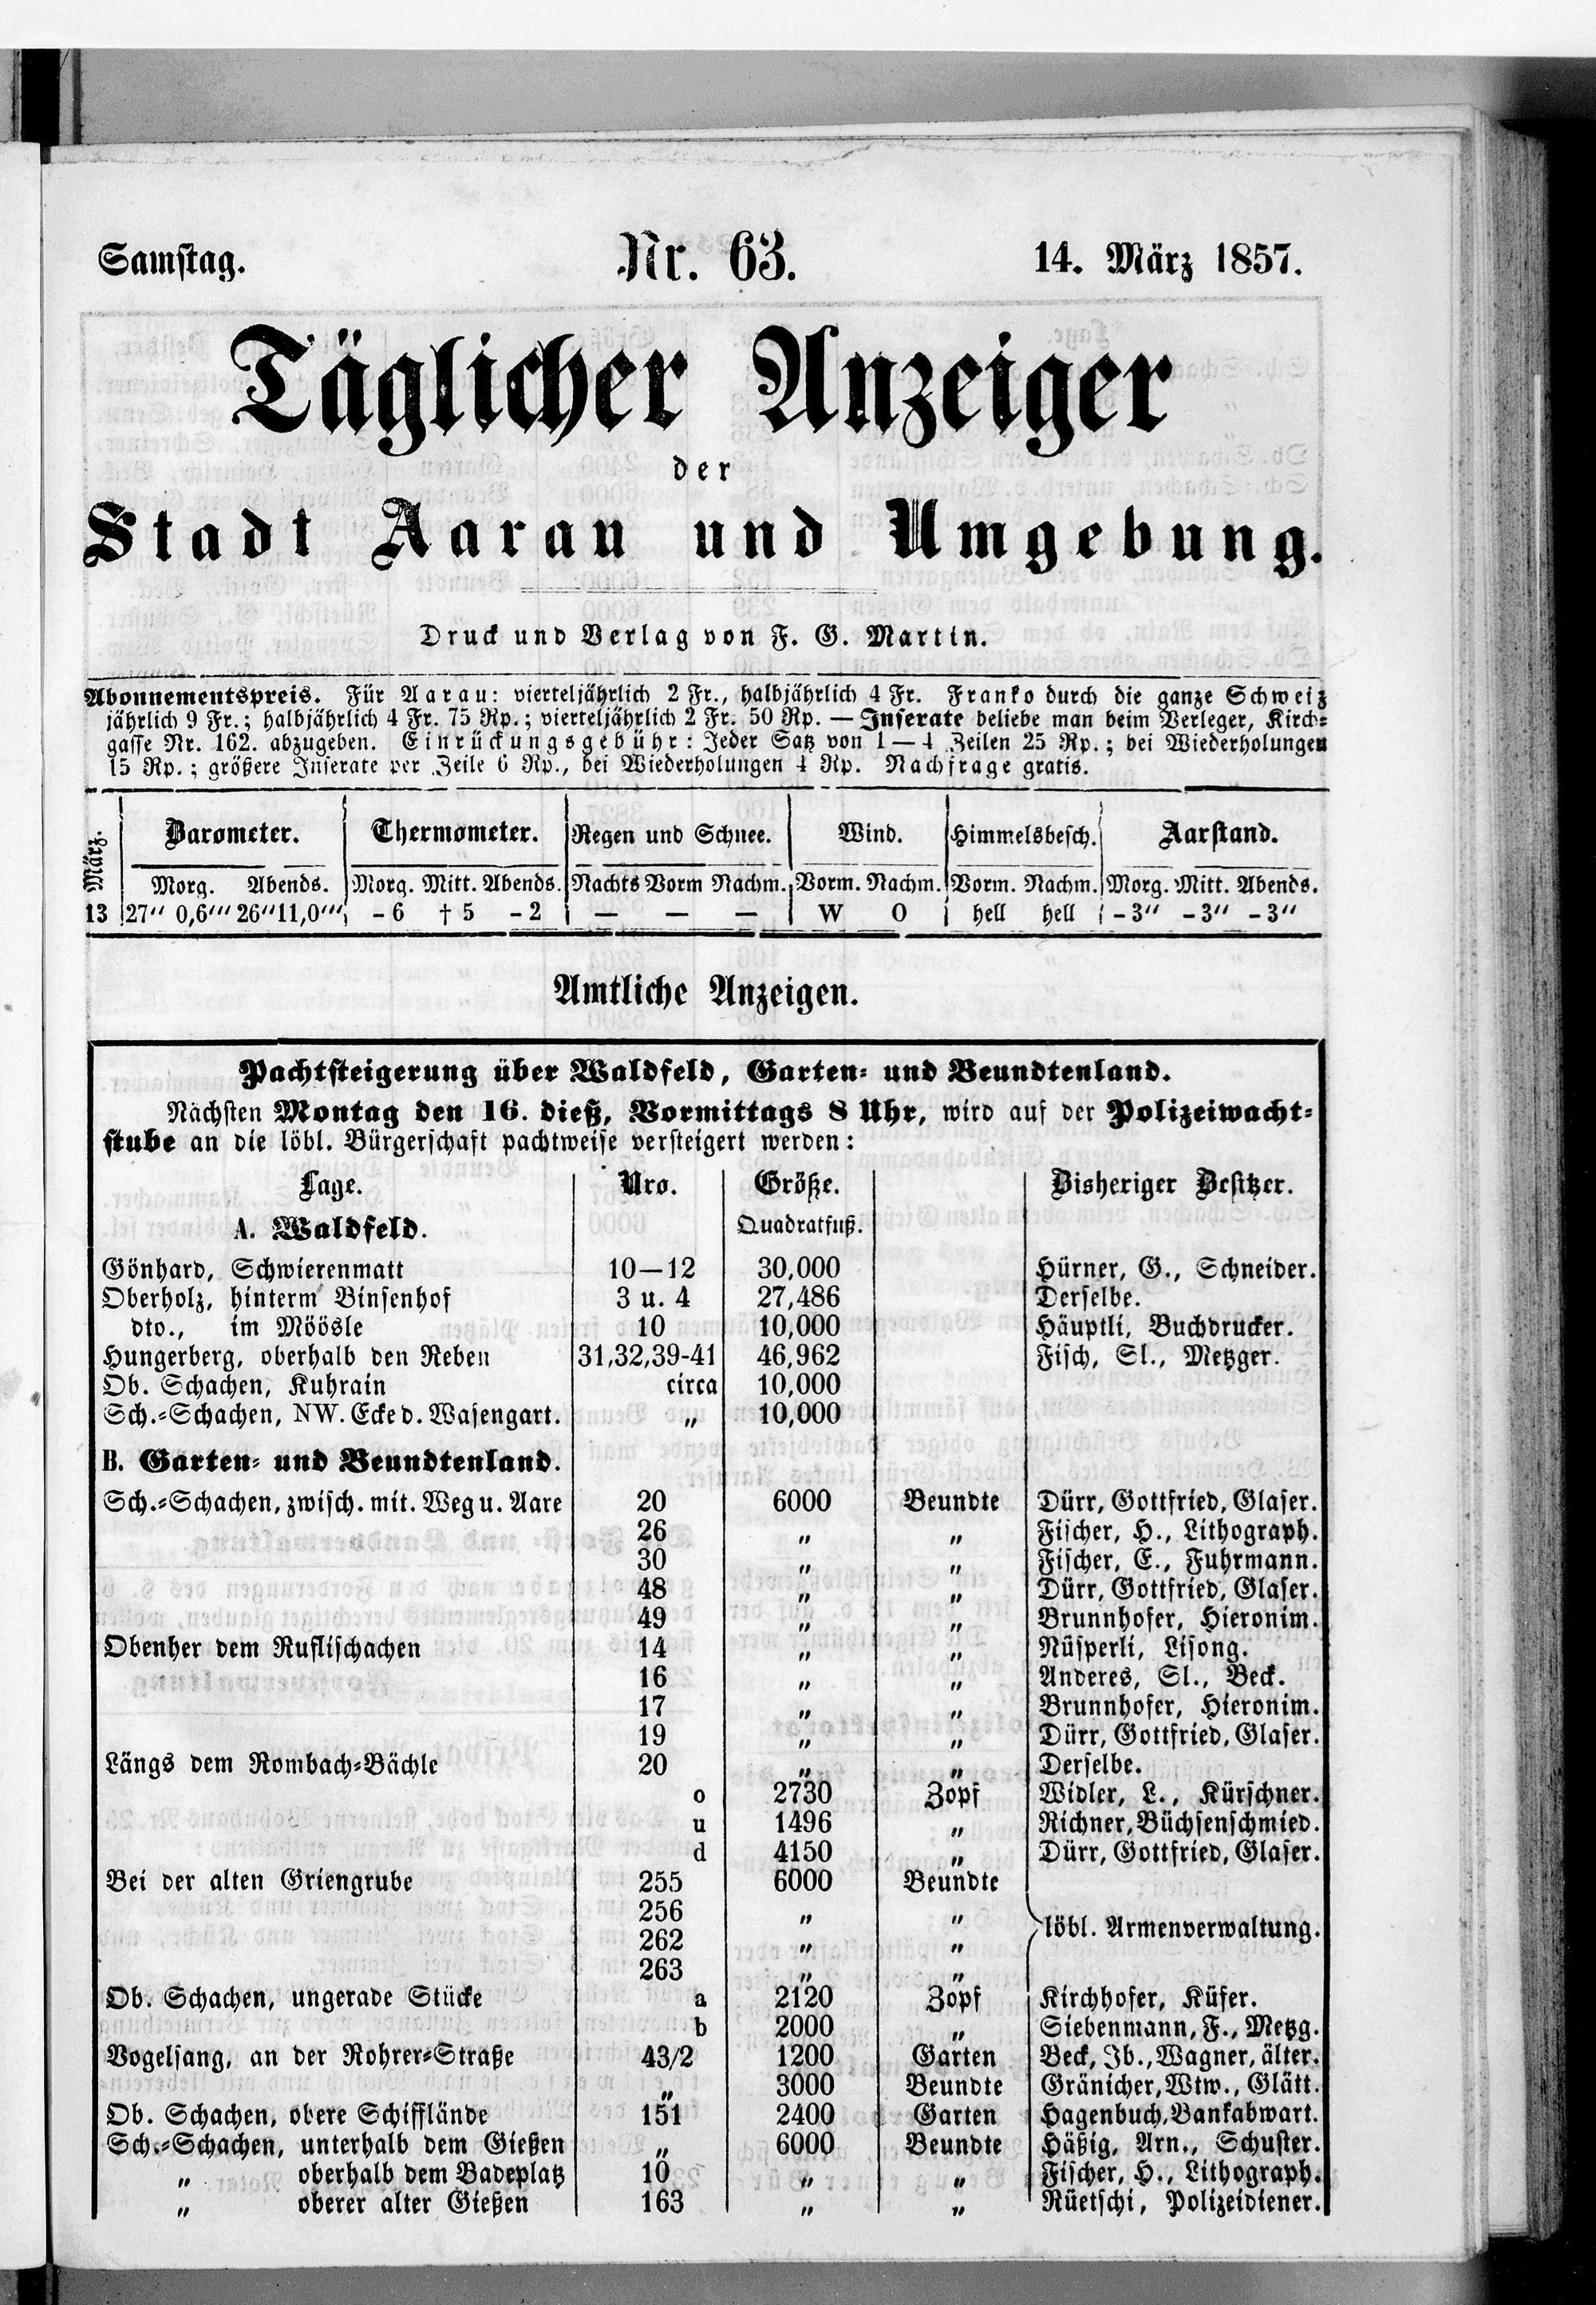 Samstag. Nr. 63. 14. März 1857.
Täglicher Anzeiger
der
Stadt Aarau und Umgebung.
Druck und Verlag von F. G. Martin.
Abonnementspreis. Für Aarau: vierteljährlich 2 Fr., halbjährlich 4 Fr. Franko durch die ganze Schweiz
jährlich 9 Fr.; halbjährlich 4 Fr. 75 Rp.; vierteljährlich 2 Fr. 50 Rp. — Inserate beliebe man beim Verleger, Kirch=
gasse Nr. 162. abzugeben. Einrückungsgebühr: Jeder Satz von 1—4 Zeilen 25 Rp.; bei Wiederholungen
15 Rp.; größere Inserate per Zeile 6 Rp., bei Wiederholungen 4 Rp. Nachfrage gratis.
März. Barometer. Thermometer. Regen und Schnee. Wind. Himmelsbesch. Aarstand.
Morg. Abends. Morg. Mitt. Abends. Nachts Vorm Nachm. Vorm. Nachm. Vorm. Nachm. Morg. Mitt. Abends.
13 27'' 0,6''' 26''11,0''' -6 †5 -2 — — — W O hell hell -3'' -3'' -3''
Amtliche Anzeigen.
Pachtsteigerung über Waldfeld, Garten= und Beundtenland.
Nächsten Montag den 16. dieß, Vormittags 8 Uhr, wird auf der Polizeiwacht=
stube an die löbl. Bürgerschaft pachtweise versteigert werden:
Lage. Nro. Größe. Bisheriger Besitzer.
A. Waldfeld. Quadratfuß.
Gönhard, Schwierenmatt 10—12 30,000 Hürner, G., Schneider.
Oberholz, hinterm Binsenhof 3 u. 4 27,486 Derselbe.
dto., im Möösle 10 10,000 Häuptli, Buchdrucker.
Hungerberg, oberhalb den Reben 31,32,39-41 46,962 Fisch, Sl., Metzger.
Ob. Schachen, Kuhrain circa 10,000
Sch.=Schachen, NW. Ecke d. Wasengart. „ 10,000
B. Garten= und Beundtenland.
Sch.=Schachen, zwisch. mit. Weg u. Aare 20 6000 Beundte Dürr, Gottfried, Glaser.
26 „ „ Fischer, H., Lithograph.
30 „ „ Fischer, E., Fuhrmann.
48 „ „ Dürr, Gottfried, Glaser.
49 „ „ Brunnhofer, Hieronim.
Obenher dem Ruflischachen 14 „ „ Nüsperli, Lisong.
16 „ „ Anderes, Sl., Beck.
17 „ „ Brunnhofer, Hieronim.
19 „ „ Dürr, Gottfried, Glaser.
Längs dem Rombach=Bächle 20 „ „ Derselbe.
o 2730 Zopf Widler, L., Kürschner.
u 1496 „ Richner, Büchsenschmied.
d 4150 „ Dürr, Gottfried, Glaser.
Bei der alten Griengrube 255 6000 Beundte
256 „ „
löbl. Armenverwaltung.
262 „ „
263 „ „
Ob. Schachen, ungerade Stücke a 2120 Zopf Kirchhofer, Küfer.
b 2000 „ Siebenmann, F., Metzg.
Vogelsang, an der Rohrer=Straße 43/2 1200 Garten Beck, Jb., Wagner, älter.
„ 3000 Beundte Gränicher, Wtw., Glätt.
Ob. Schachen, obere Schifflände 151 2400 Garten Hagenbuch, Bankabwart.
Sch.=Schachen, unterhalb dem Gießen „ 6000 Beundte Häßig, Arn., Schuster.
„ oberhalb dem Badeplatz 10 „ „ Fischer, H., Lithograph.
„ oberer alter Gießen 163 „ „ Rüetschi, Polizeidiener.